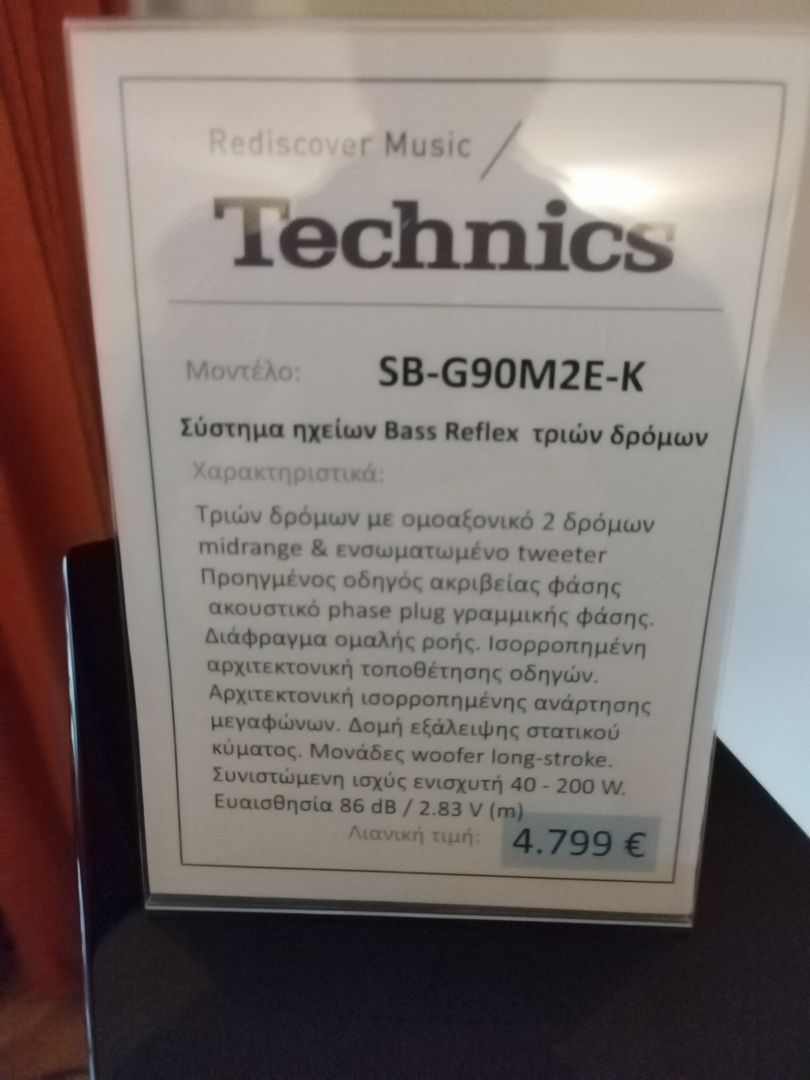 Rediscover Music /
Technics
Μοντέλο: SB-G90M2E-K
Σύστημα ηχείων Bass Reflex τριών δρόμων
Χαρακτηριστικά:
Τριών δρόμων με ομοαξονικό 2 δρόμων
midrange & ενσωματωμένο tweeter
Προηγμένος οδηγός ακριβείας φάσης
ακουστικό phase plug γραμμικής φάσης.
Διάφραγμα ομαλής ροής. Ισορροπημένη
αρχιτεκτονική τοποθέτησης οδηγών.
Αρχιτεκτονική ισορροπημένης ανάρτησης
μεγαφώνων. Δομή εξάλειψης στατικού
κύματος. Μονάδες woofer long-stroke.
Συνιστώμενη ισχύς ενισχυτή 40 - 200 W.
Ευαισθησία 86 dB / 2.83 V (m)
Λιανική τιμή: 4.799 €